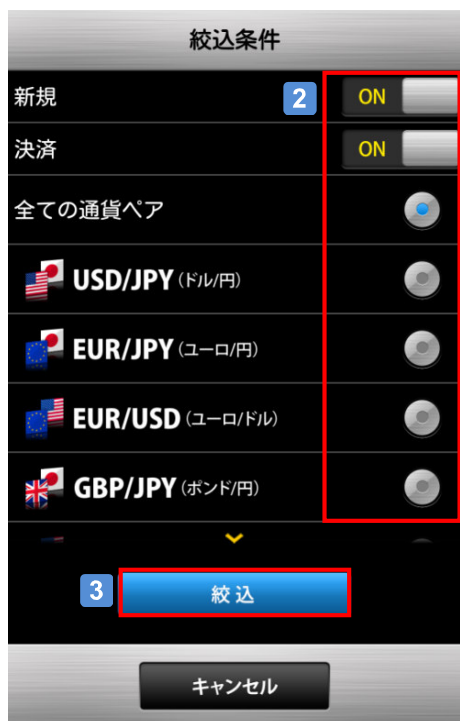 絞込条件
新規 2 ON
決済 ON
全ての通貨ペア
USD/JPY(ドル/円)
EUR/JPY(ユーロ/円)
EUR/USD(ユーロ/ドル)
GBP/JPY(ポンド/円)
3 絞込
キャンセル